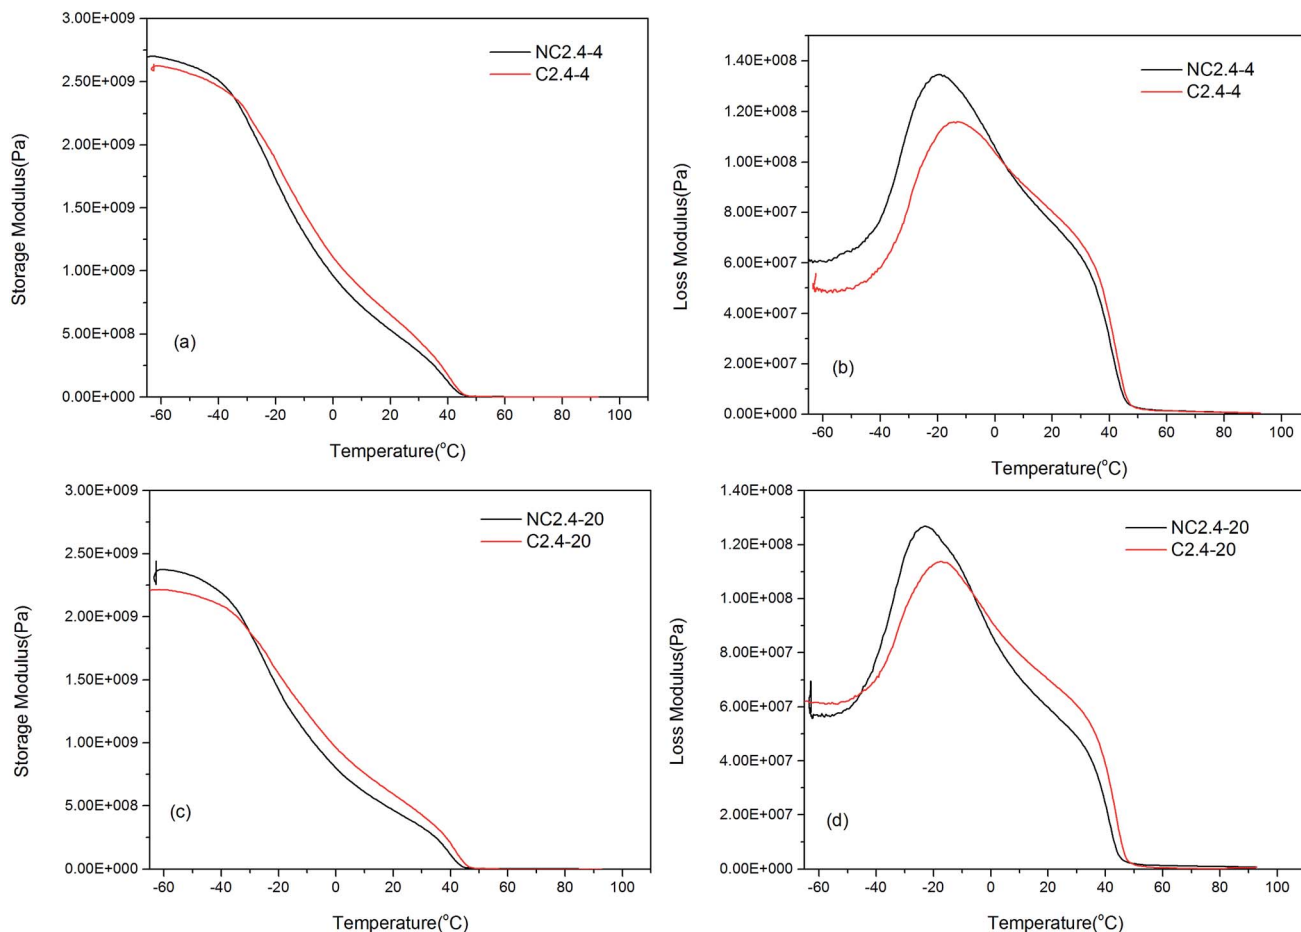 3.00E+009
2.50E+009
2.00E+009
1.50E+009
1.00E+009
5.00E+008
0.00E+000
Storage Modulus(Pa)
NC2.4-4
C2.4-4
(a)
-60 -40 -20 0 20 40 60 80 100
Temperature(°C)
1.40E+008
1.20E+008
1.00E+008
8.00E+007
6.00E+007
4.00E+007
2.00E+007
0.00E+000
Loss Modulus(Pa)
NC2.4-4
C2.4-4
(b)
-60 -40 -20 0 20 40 60 80 100
Temperature(°C)
3.00E+009
2.50E+009
2.00E+009
1.50E+009
1.00E+009
5.00E+008
0.00E+000
Storage Modulus(Pa)
NC2.4-20
C2.4-20
(c)
-60 -40 -20 0 20 40 60 80 100
Temperature(°C)
1.40E+008
1.20E+008
1.00E+008
8.00E+007
6.00E+007
4.00E+007
2.00E+007
0.00E+000
Loss Modulus(Pa)
NC2.4-20
C2.4-20
(d)
-60 -40 -20 0 20 40 60 80 100
Temperature(°C)